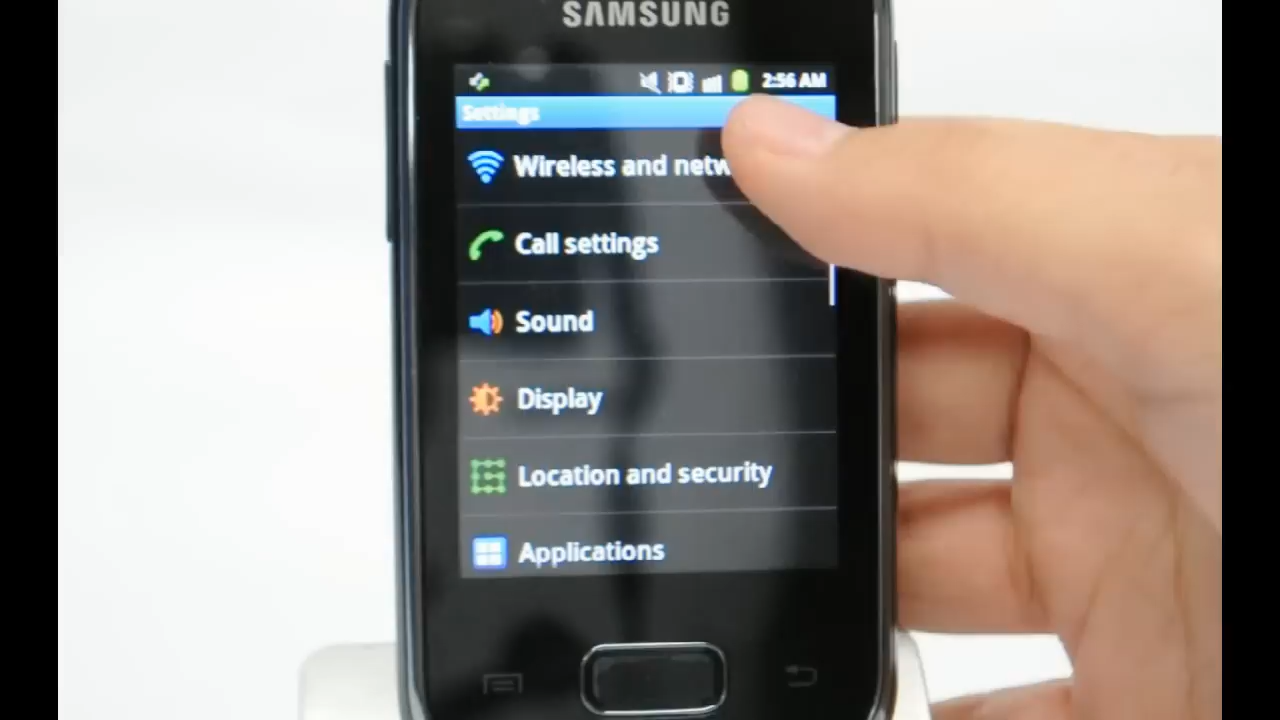 SAMSUNG
2:56 AM
Settings
Wireless and netw
Call settings
Sound
Display
Location and security
Applications